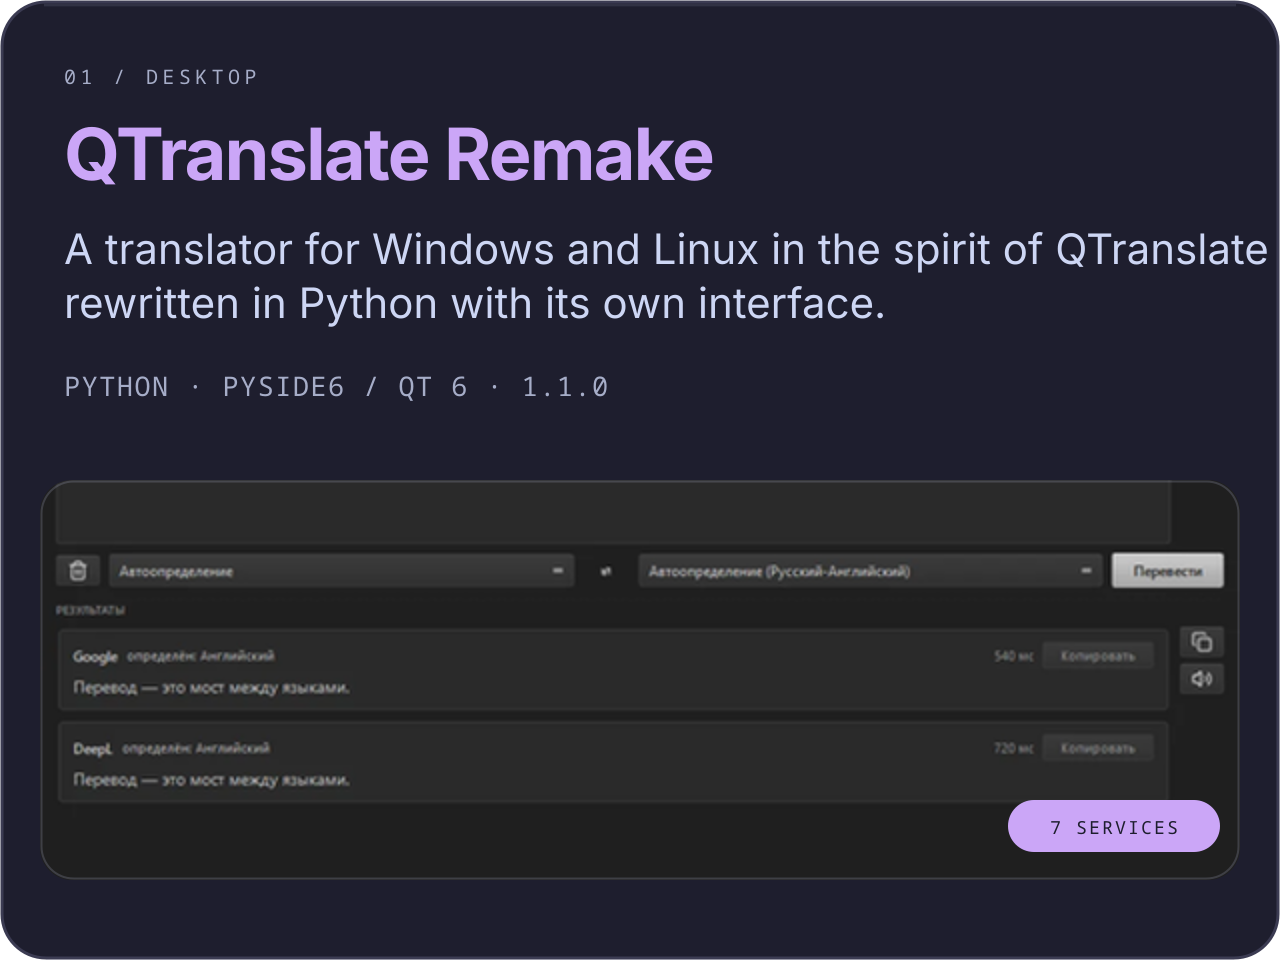 01 / DESKTOP
QTranslate Remake
A translator for Windows and Linux in the spirit of QTranslate
rewritten in Python with its own interface.
PYTHON · PYSIDE6 / QT 6 · 1.1.0
Автоопределение
Автоопределение (Русский-Английский)
Перевести
РЕЗУЛЬТАТЫ
Google определён: Английский 540 мс Копировать
Перевод — это мост между языками.
DeepL определён: Английский 720 мс Копировать
Перевод — это мост между языками.
7 SERVICES